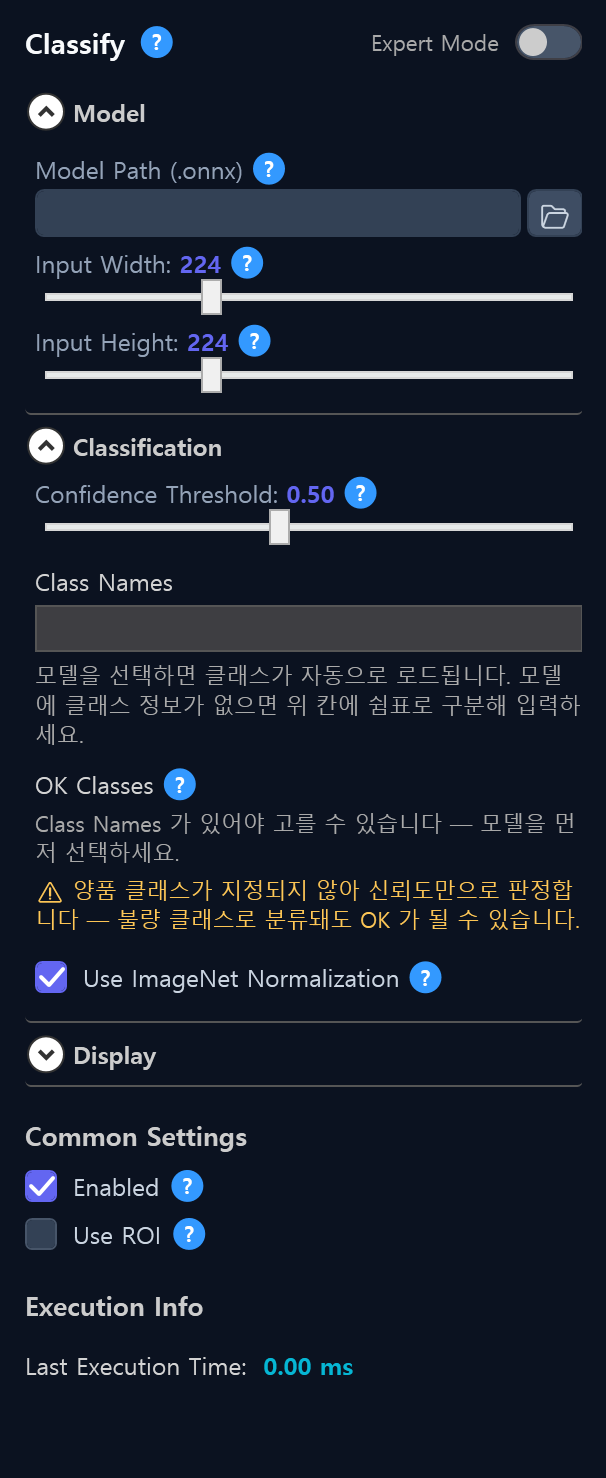 Classify ?
Expert Mode
Model
Model Path (.onnx) ?
Input Width: 224 ?
Input Height: 224 ?
Classification
Confidence Threshold: 0.50 ?
Class Names
모델을 선택하면 클래스가 자동으로 로드됩니다. 모델
에 클래스 정보가 없으면 위 칸에 쉼표로 구분해 입력하
세요.
OK Classes ?
Class Names 가 있어야 고를 수 있습니다 — 모델을 먼
저 선택하세요.
⚠ 양품 클래스가 지정되지 않아 신뢰도만으로 판정합
니다 — 불량 클래스로 분류돼도 OK 가 될 수 있습니다.
Use ImageNet Normalization ?
Display
Common Settings
Enabled ?
Use ROI ?
Execution Info
Last Execution Time: 0.00 ms